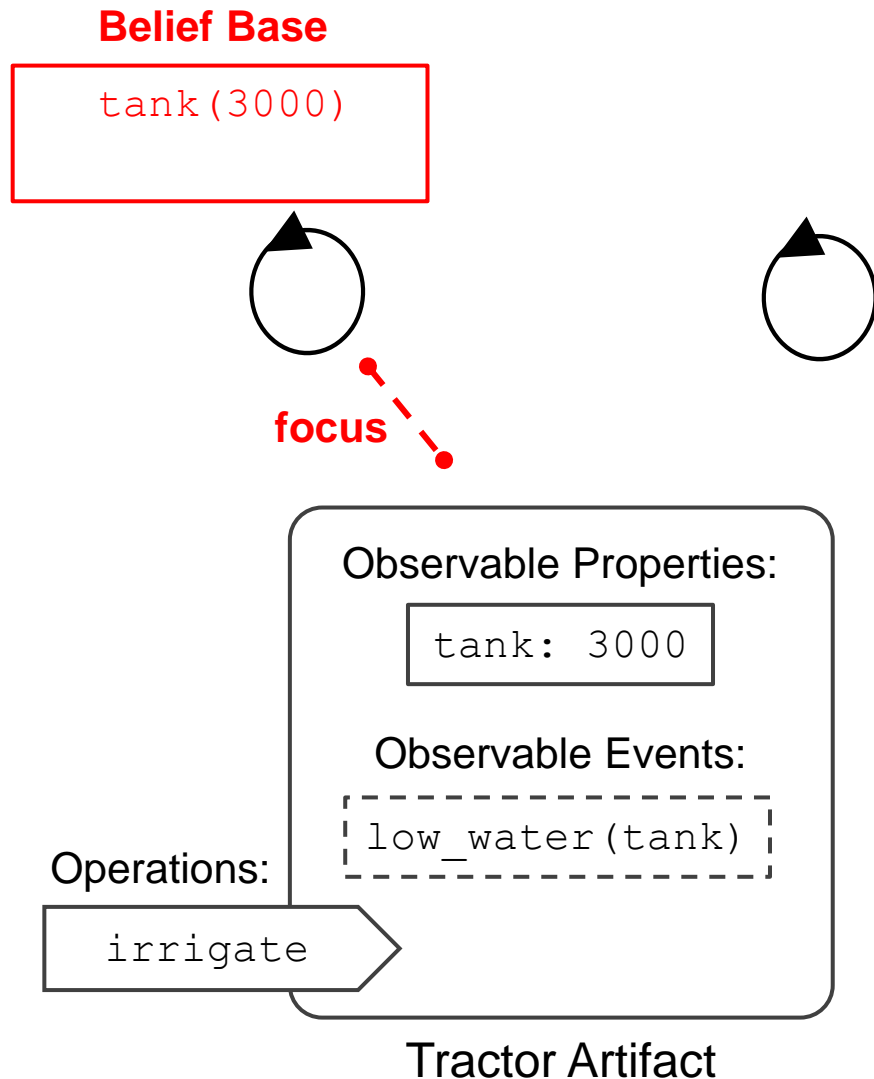 Belief Base
tank(3000)
focus
Observable Properties:
tank: 3000
Observable Events:
low_water(tank)
Operations:
irrigate
Tractor Artifact